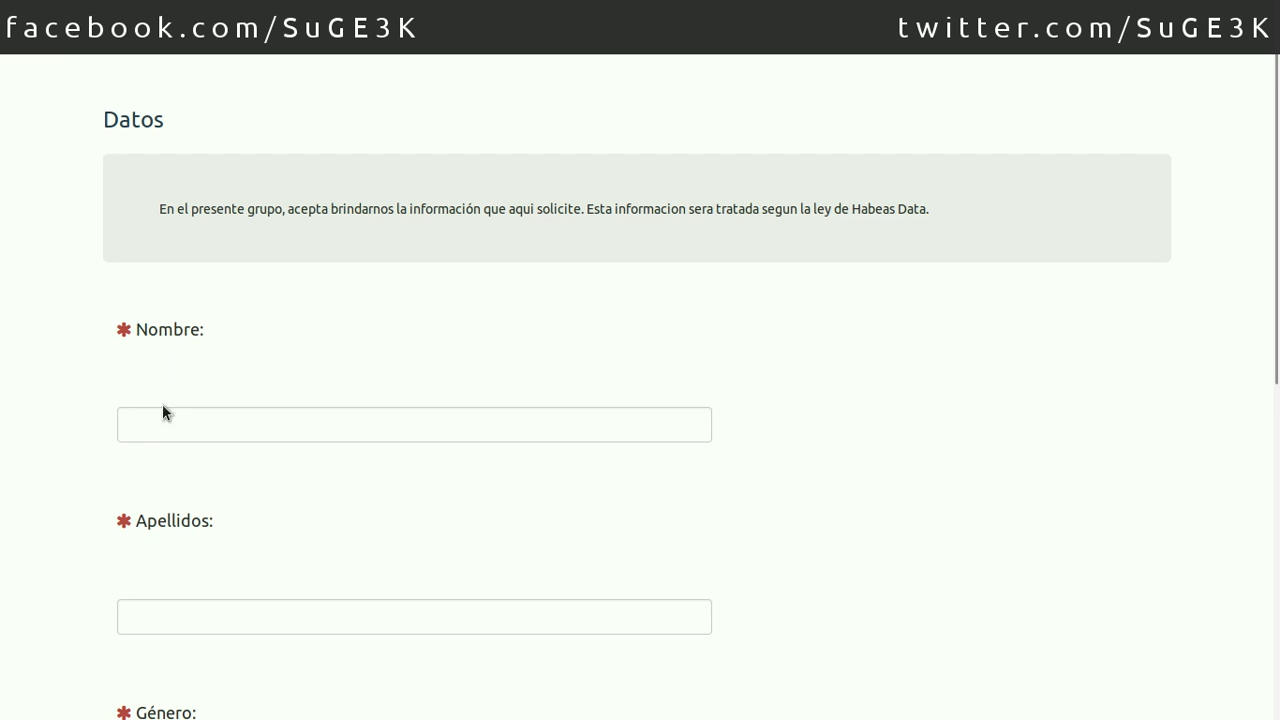 facebook.com/SuGE3K
twitter.com/SuGE3K
Datos
En el presente grupo, acepta brindarnos la información que aqui solicite. Esta informacion sera tratada segun la ley de Habeas Data.
✱ Nombre:
✱ Apellidos:
✱ Género: